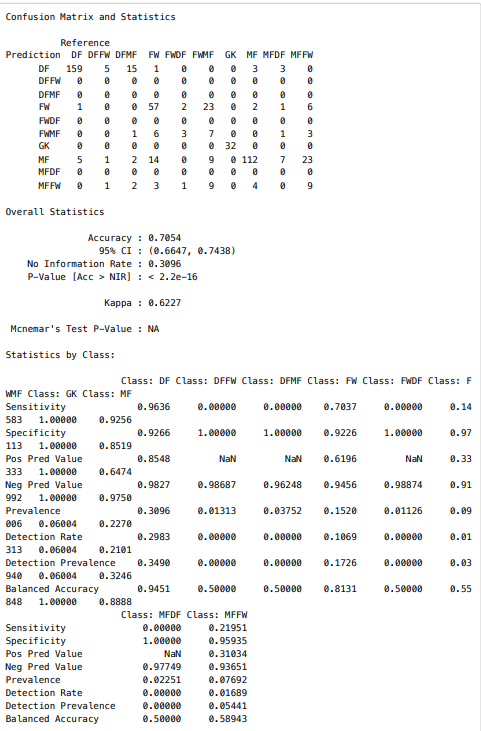 Confusion Matrix and Statistics
Reference
Prediction DF DFFW DFMF FW FWDF FWMF GK MF MFDF MFFW
DF 159 5 15 1 0 0 0 3 3 0
DFFW 0 0 0 0 0 0 0 0 0 0
DFMF 0 0 0 0 0 0 0 0 0 0
FW 1 0 0 57 2 23 0 2 1 6
FWDF 0 0 0 0 0 0 0 0 0 0
FWMF 0 0 1 6 3 7 0 0 1 3
GK 0 0 0 0 0 0 32 0 0 0
MF 5 1 2 14 0 9 0 112 7 23
MFDF 0 0 0 0 0 0 0 0 0 0
MFFW 0 1 2 3 1 9 0 4 0 9
Overall Statistics
Accuracy : 0.7054
95% CI : (0.6647, 0.7438)
No Information Rate : 0.3096
P-Value [Acc > NIR] : < 2.2e-16
Kappa : 0.6227
Mcnemar's Test P-Value : NA
Statistics by Class:
Class: DF Class: DFFW Class: DFMF Class: FW Class: FWDF Class: F
WMF Class: GK Class: MF
Sensitivity 0.9636 0.00000 0.00000 0.7037 0.00000 0.14
583 1.00000 0.9256
Specificity 0.9266 1.00000 1.00000 0.9226 1.00000 0.97
113 1.00000 0.8519
Pos Pred Value 0.8548 NaN NaN 0.6196 NaN 0.33
333 1.00000 0.6474
Neg Pred Value 0.9827 0.98687 0.96248 0.9456 0.98874 0.91
992 1.00000 0.9750
Prevalence 0.3096 0.01313 0.03752 0.1520 0.01126 0.09
006 0.06004 0.2270
Detection Rate 0.2983 0.00000 0.00000 0.1069 0.00000 0.01
313 0.06004 0.2101
Detection Prevalence 0.3490 0.00000 0.00000 0.1726 0.00000 0.03
940 0.06004 0.3246
Balanced Accuracy 0.9451 0.50000 0.50000 0.8131 0.50000 0.55
848 1.00000 0.8888
Class: MFDF Class: MFFW
Sensitivity 0.00000 0.21951
Specificity 1.00000 0.95935
Pos Pred Value NaN 0.31034
Neg Pred Value 0.97749 0.93651
Prevalence 0.02251 0.07692
Detection Rate 0.00000 0.01689
Detection Prevalence 0.00000 0.05441
Balanced Accuracy 0.50000 0.58943